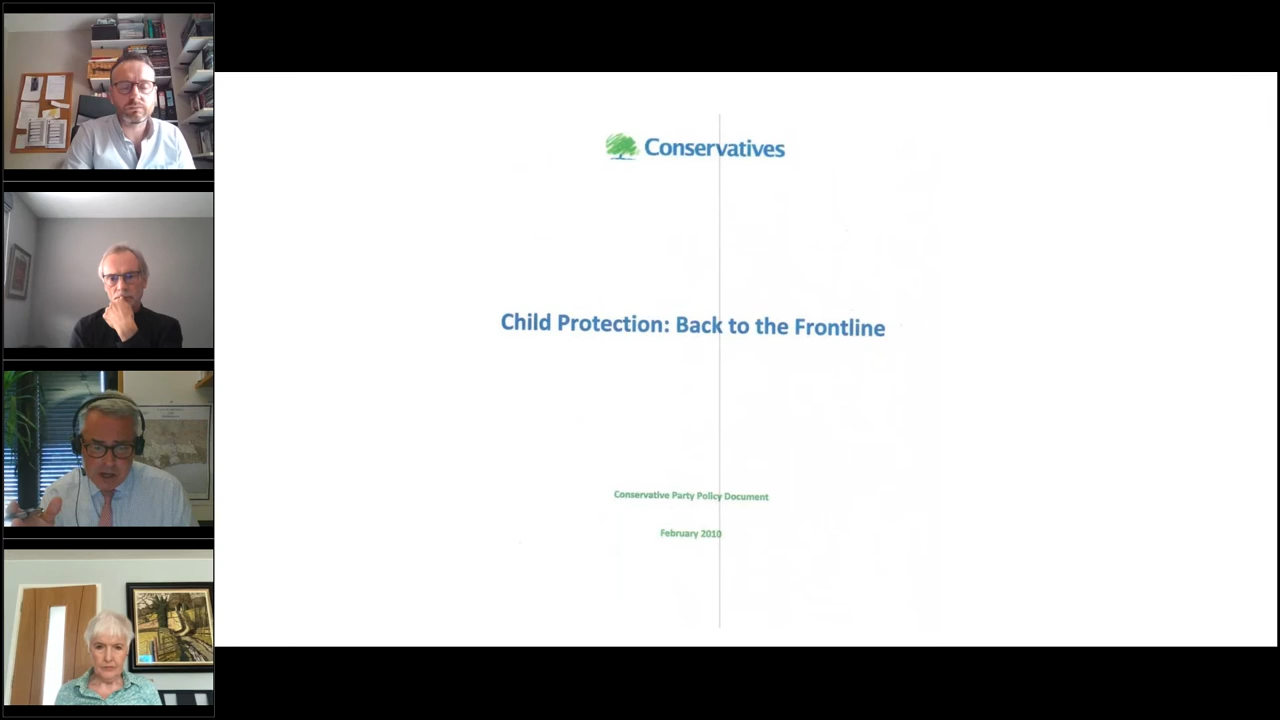 Conservatives
Child Protection: Back to the Frontline
Conservative Party Policy Document
February 2010